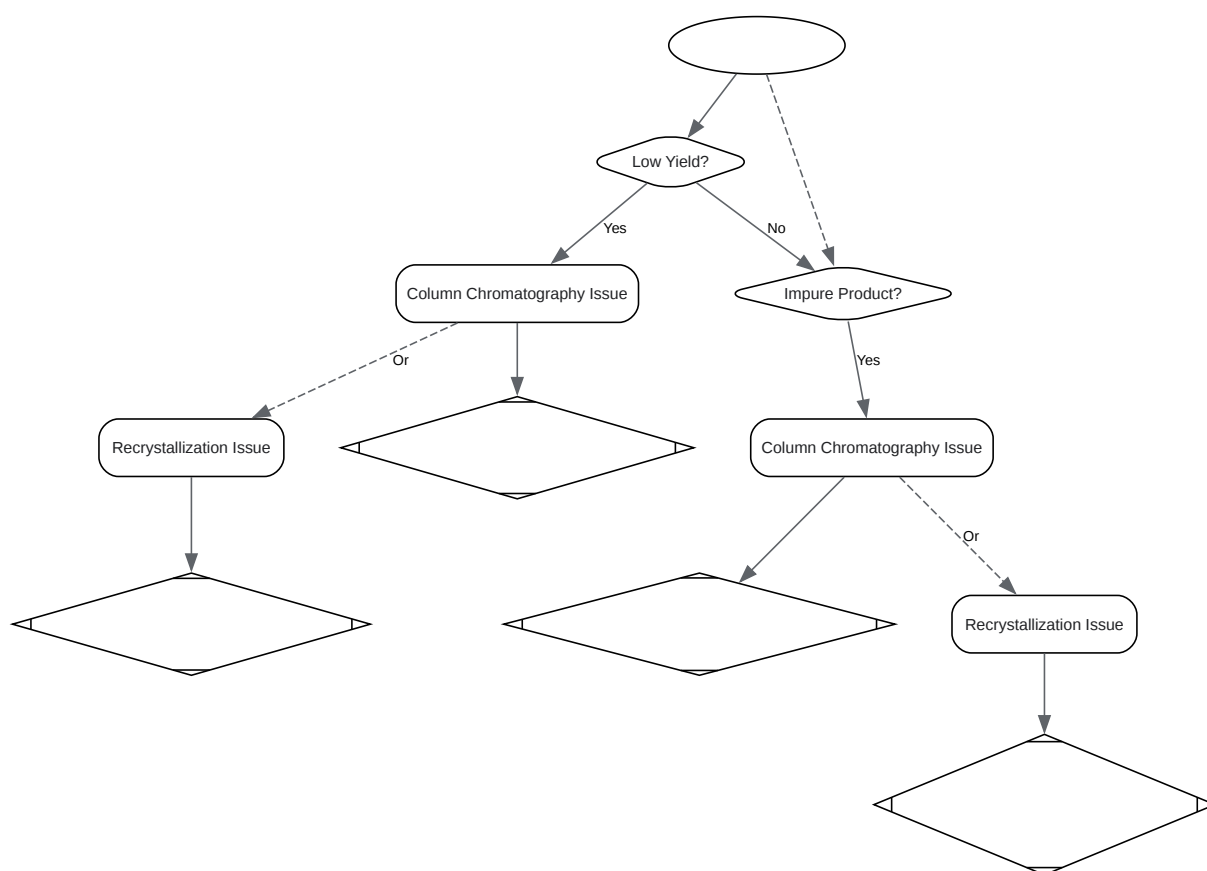 Low Yield?
Yes
No
Column Chromatography Issue
Impure Product?
Or
Yes
Recrystallization Issue
Column Chromatography Issue
Or
Recrystallization Issue